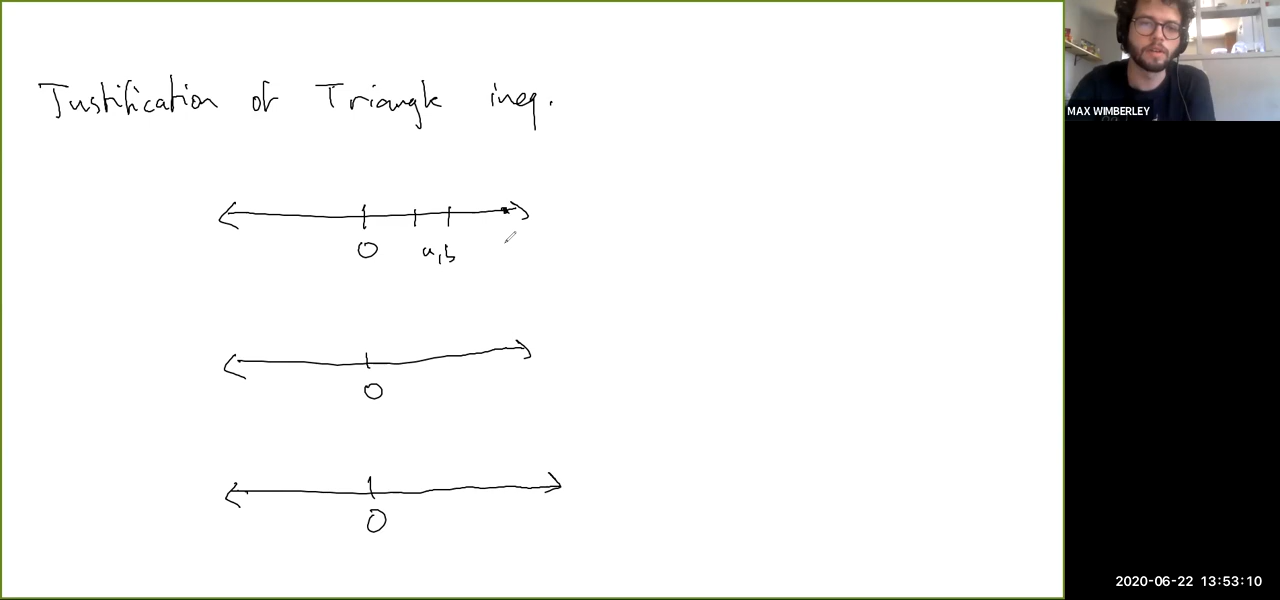 Justification of Triangle ineq.
MAX WIMBERLEY
0 a,b
0
0
2020-06-22 13:53:10